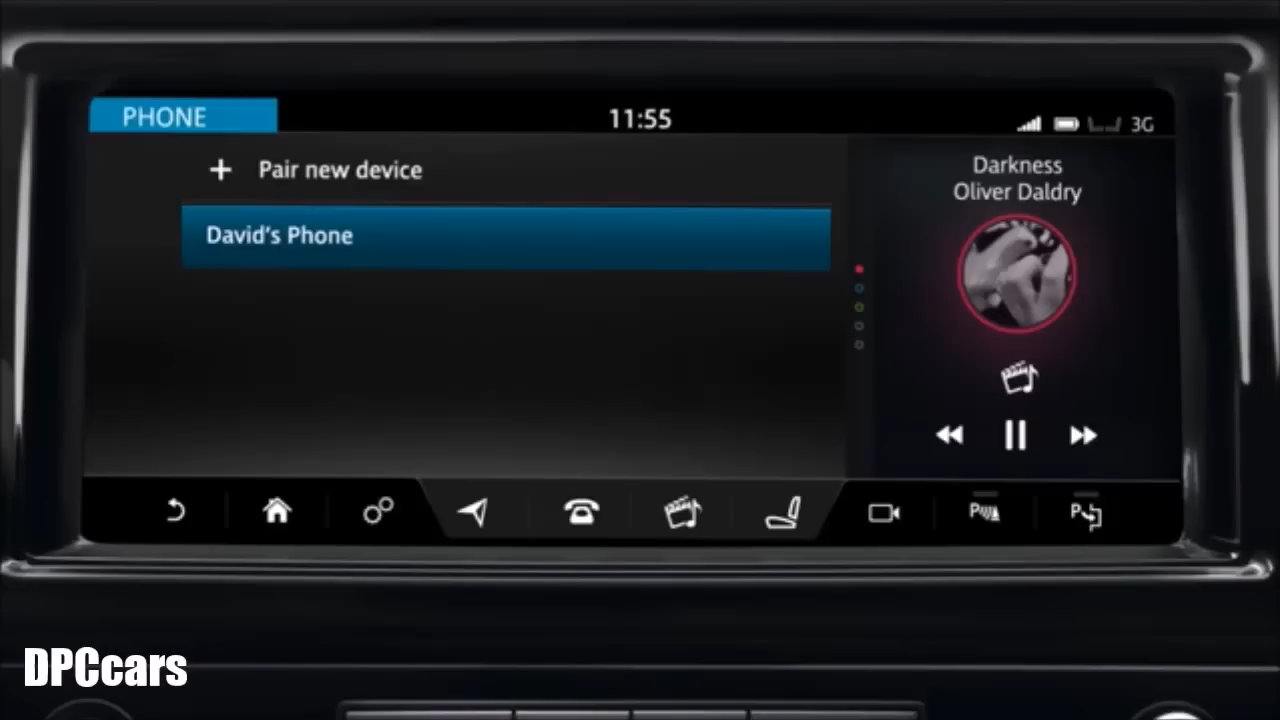 PHONE
11:55
3G
Pair new device
David's Phone
Darkness
Oliver Daldry
P
P
DPCcars